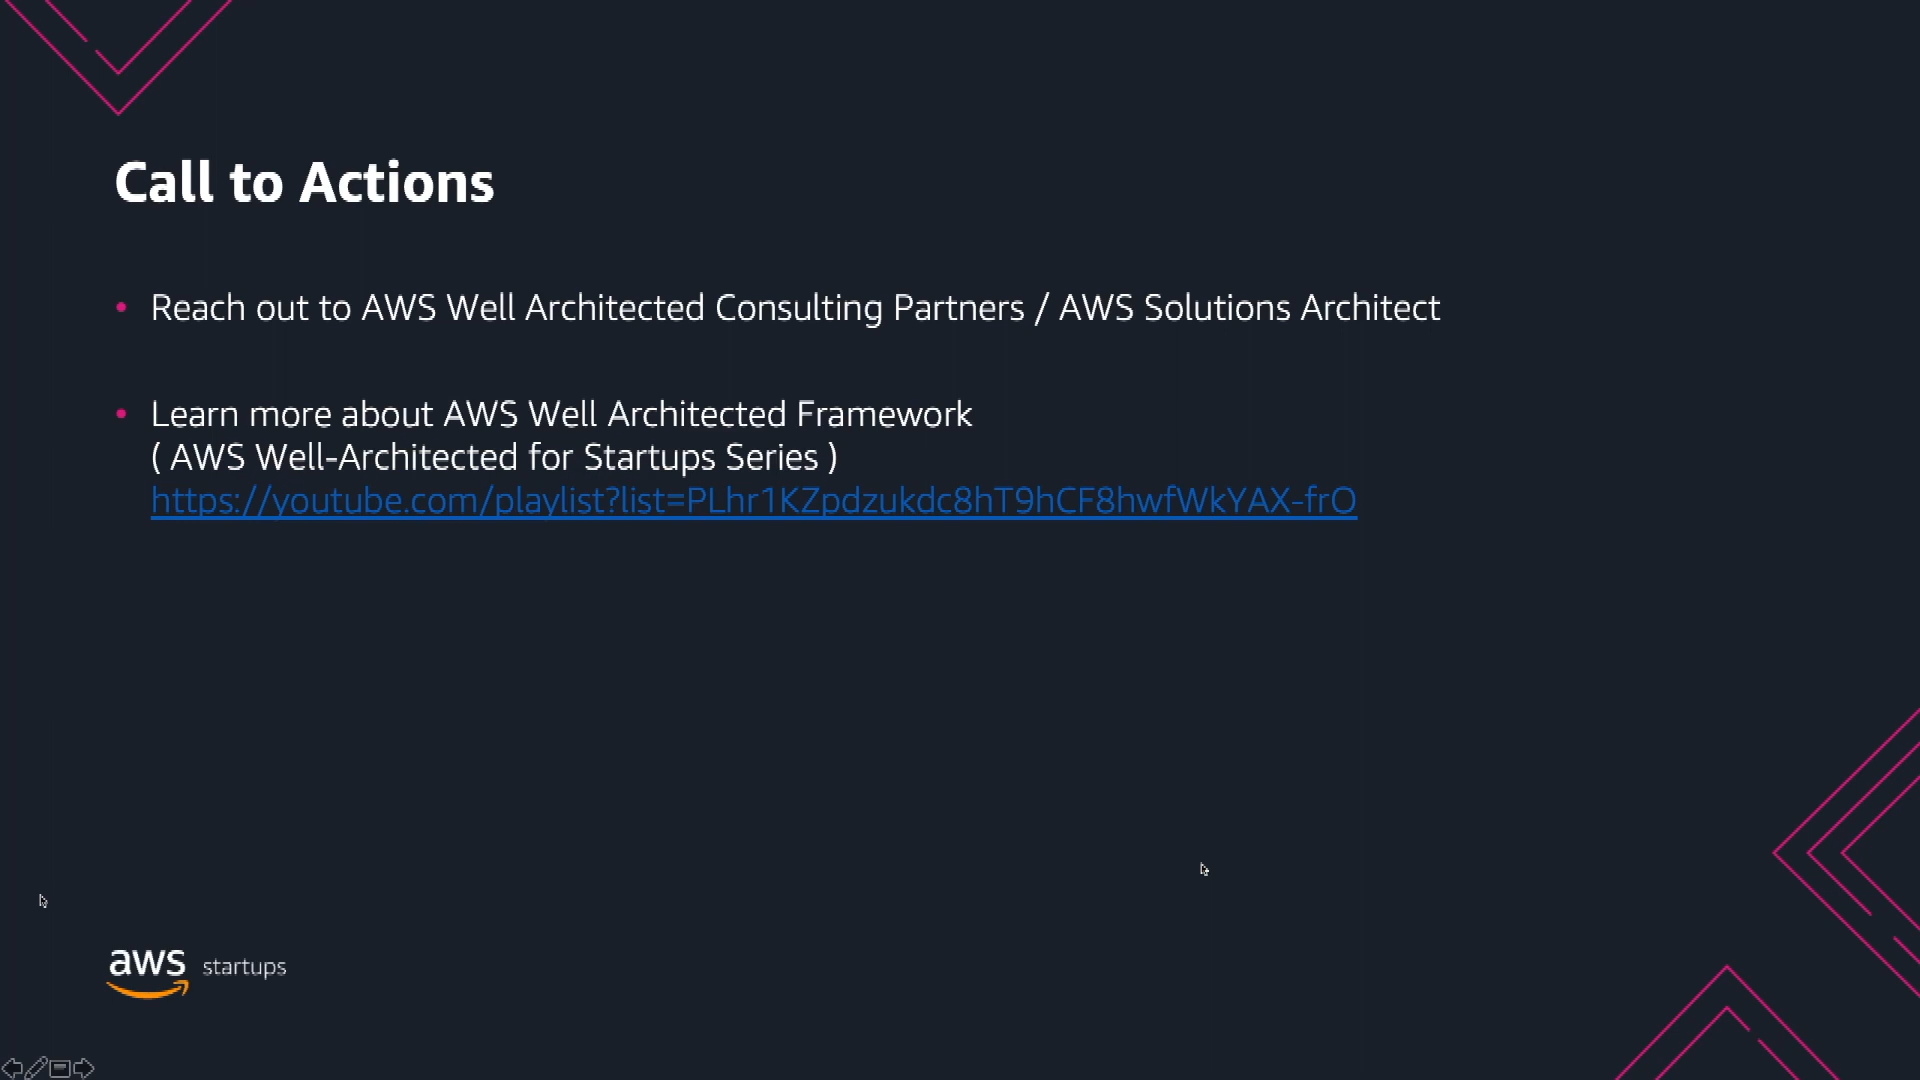 Call to Actions
• Reach out to AWS Well Architected Consulting Partners / AWS Solutions Architect
• Learn more about AWS Well Architected Framework
( AWS Well-Architected for Startups Series )
https://youtube.com/playlist?list=PLhr1KZpdzukdc8hT9hCF8hwfWkYAX-frO
aws startups